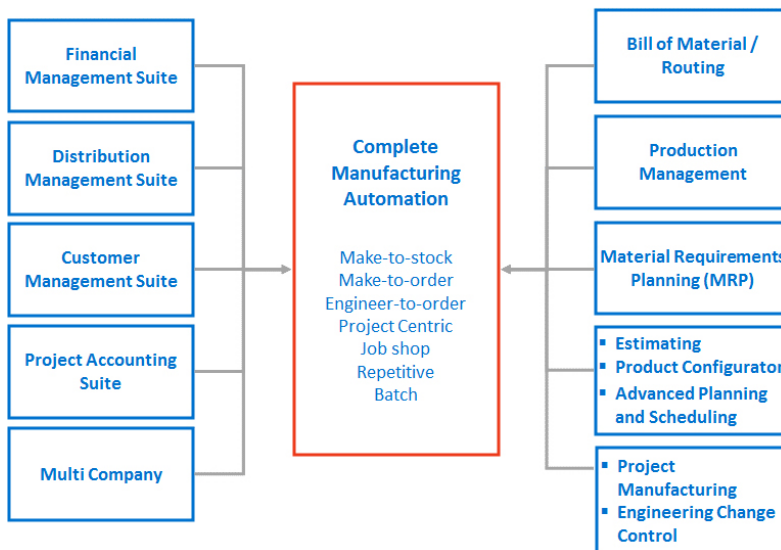 Financial
Management Suite
Distribution
Management Suite
Customer
Management Suite
Project Accounting
Suite
Multi Company
Complete
Manufacturing
Automation
Make-to-stock
Make-to-order
Engineer-to-order
Project Centric
Job shop
Repetitive
Batch
Bill of Material /
Routing
Production
Management
Material Requirements
Planning (MRP)
▪ Estimating
▪ Product Configurator
▪ Advanced Planning
and Scheduling
▪ Project
Manufacturing
▪ Engineering Change
Control